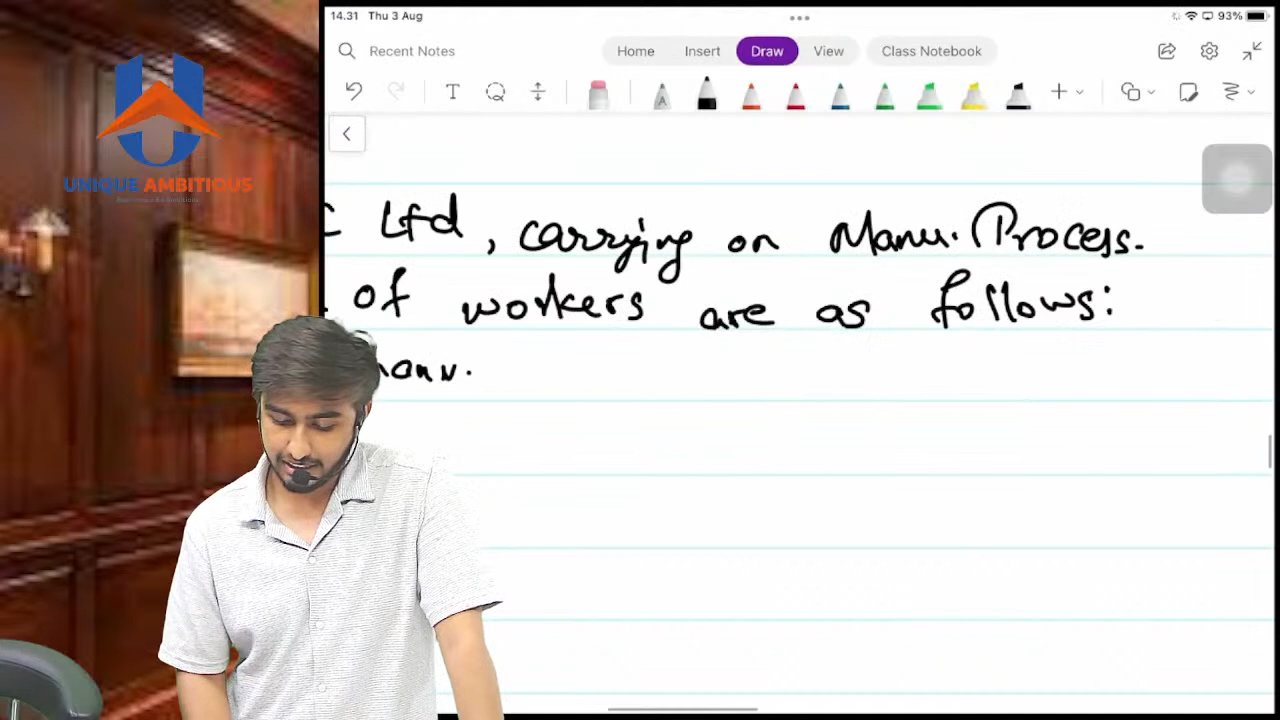 14.31 Thu 3 Aug
93%
Recent Notes
Home Insert Draw View Class Notebook
T
A
UNIQUE AMBITIOUS
Ltd, carrying on Manu. Process.
of workers are as follows: